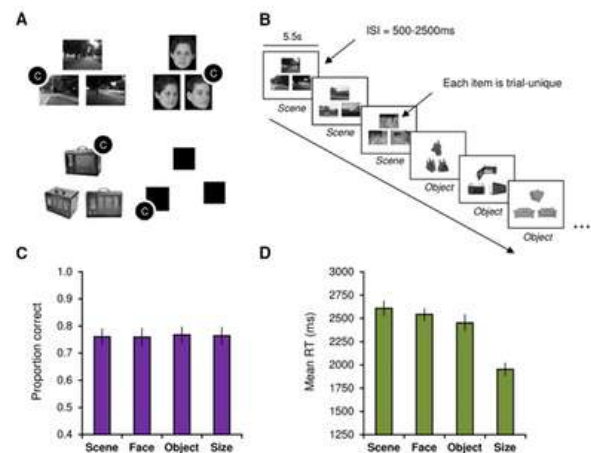 A
C
C
C
C
B
5.5s
ISI = 500-2500ms
Each item is trial-unique
Scene
Scene
Scene
Object
Object
Object
...
C
Proportion correct
1.0
0.9
0.8
0.7
0.6
0.5
0.4
Scene Face Object Size
D
Mean RT (ms)
3000
2750
2500
2250
2000
1750
1500
1250
Scene Face Object Size